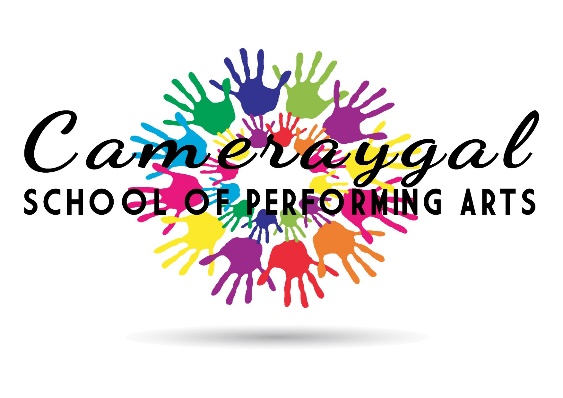 Cameraygal
SCHOOL OF PERFORMING ARTS